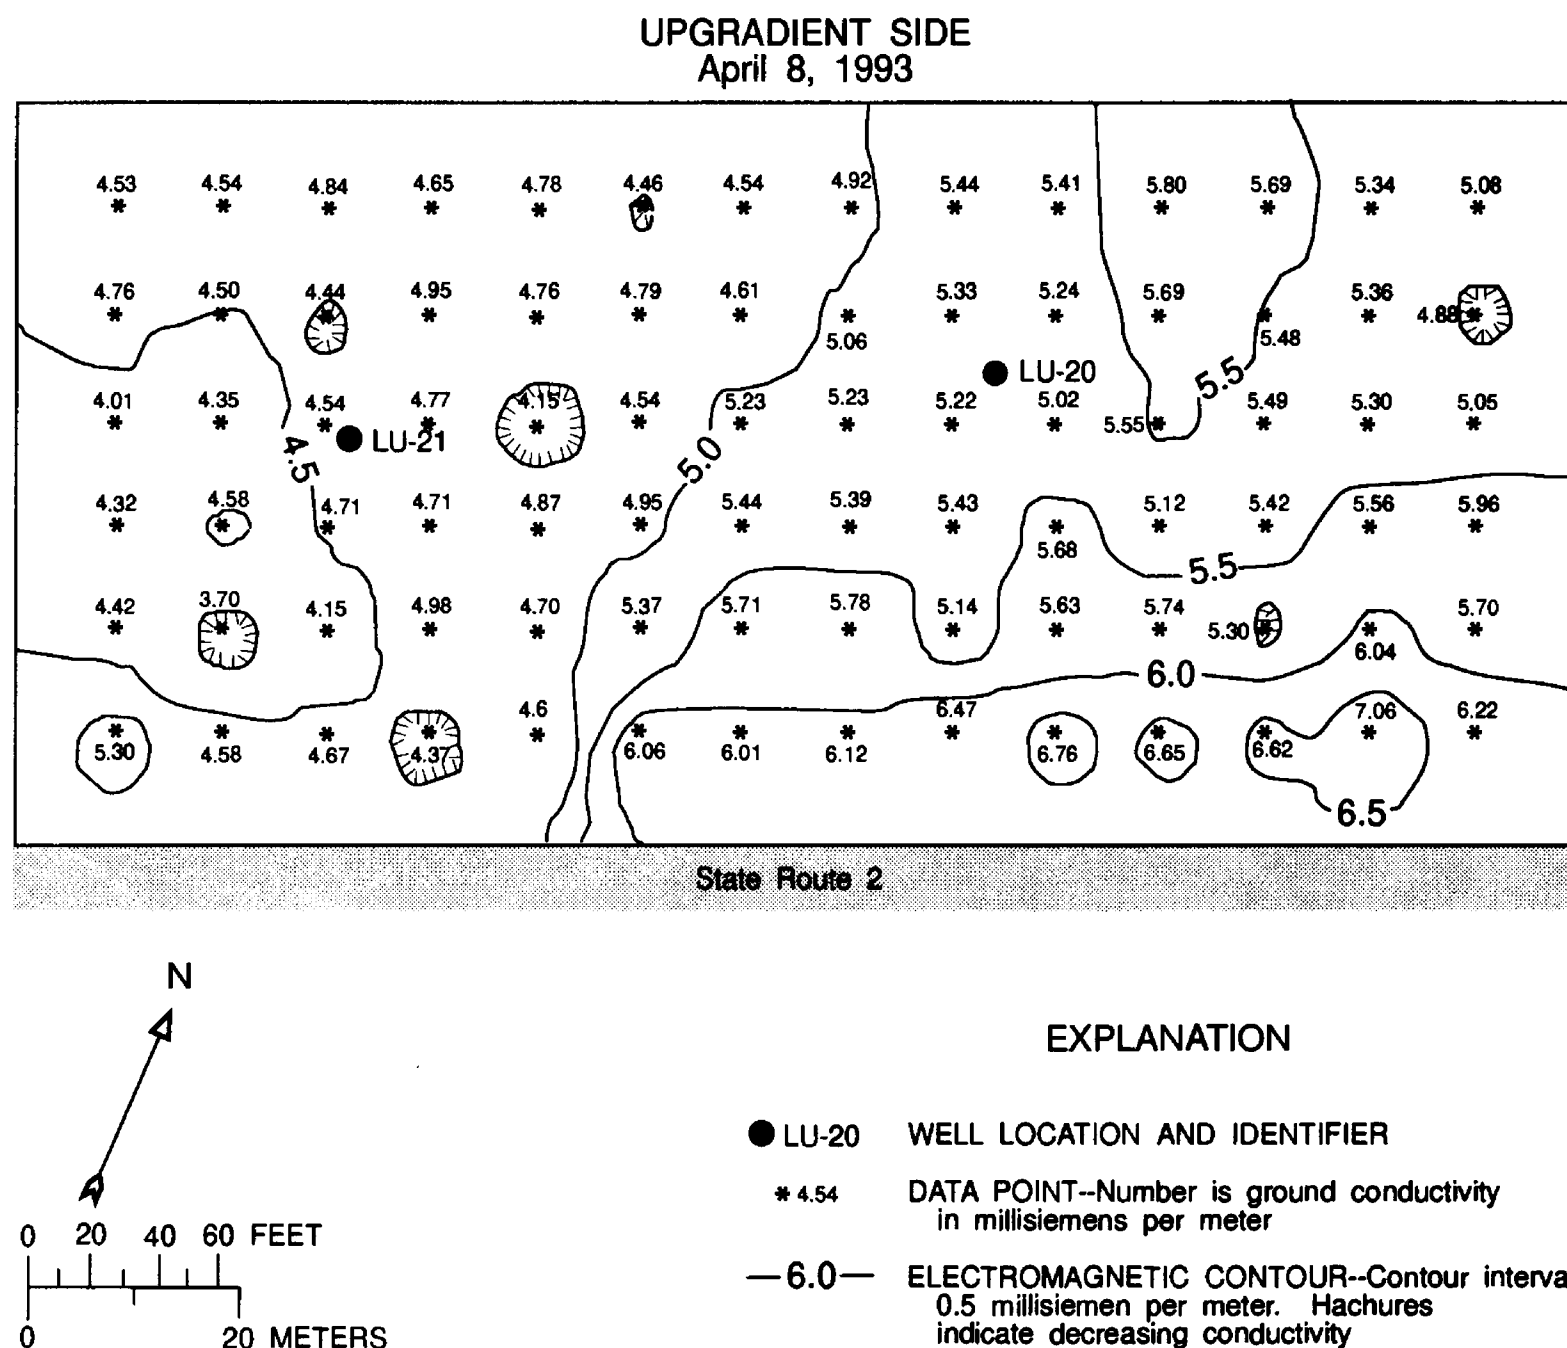 UPGRADIENT SIDE
April 8, 1993
4.53 4.54 4.84 4.65 4.78 4.46 4.54 4.92 5.44 5.41 5.80 5.69 5.34 5.08
4.76 4.50 4.44 4.95 4.76 4.79 4.61 5.33 5.24 5.69 5.36 4.88
5.06 5.48
LU-20
5.5
4.01 4.35 4.54 4.77 4.15 4.54 5.23 5.23 5.22 5.02 5.55 5.49 5.30 5.05
LU-21
4.5 5.0
4.32 4.58 4.71 4.71 4.87 4.95 5.44 5.39 5.43 5.12 5.42 5.56 5.96
5.68
5.5
4.42 3.70 4.15 4.98 4.70 5.37 5.71 5.78 5.14 5.63 5.74 5.30 5.70
6.04
6.0
4.6 6.47 7.06 6.22
5.30 4.58 4.67 4.37 6.06 6.01 6.12 6.76 6.65 6.62
6.5
State Route 2
N
0 20 40 60 FEET
0 20 METERS
EXPLANATION
LU-20 WELL LOCATION AND IDENTIFIER
* 4.54 DATA POINT--Number is ground conductivity
in millisiemens per meter
—6.0— ELECTROMAGNETIC CONTOUR--Contour interva
0.5 millisiemen per meter. Hachures
indicate decreasing conductivity